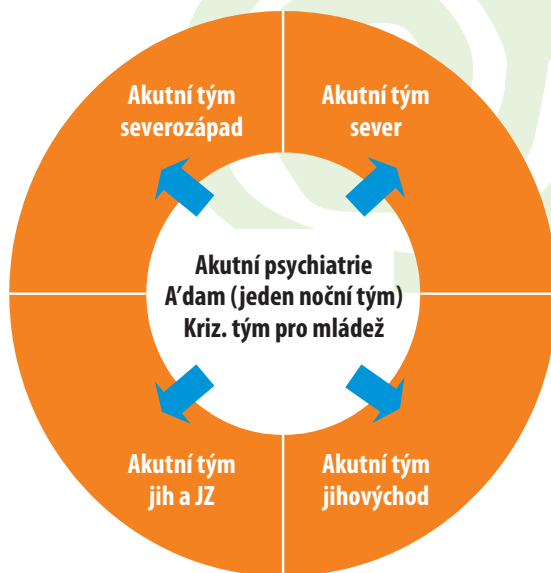 Akutní tým
severozápad
Akutní tým
sever
Akutní psychiatrie
A’dam (jeden noční tým)
Kriz. tým pro mládež
Akutní tým
jih a JZ
Akutní tým
jihovýchod